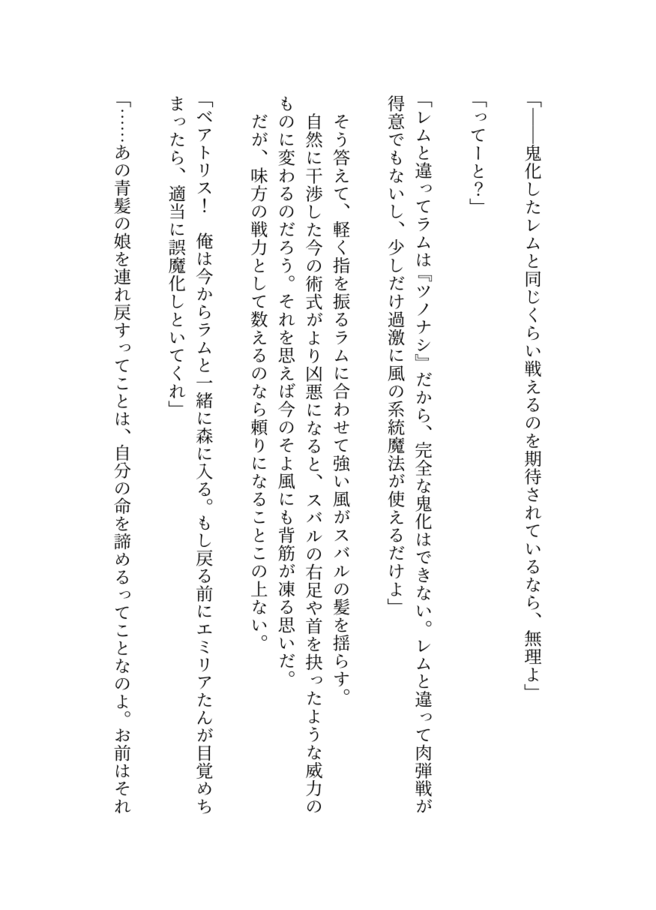 「――鬼化したレムと同じくらい戦えるのを期待されているなら、無理よ」
「ってーと？」
「レムと違ってラムは『ツノナシ』だから、完全な鬼化はできない。レムと違って肉弾戦が
得意でもないし、少しだけ過激に風の系統魔法が使えるだけよ」
　そう答えて、軽く指を振るラムに合わせて強い風がスバルの髪を揺らす。
　自然に干渉した今の術式がより凶悪になると、スバルの右足や首を抉ったような威力の
ものに変わるのだろう。それを思えば今のそよ風にも背筋が凍る思いだ。
　だが、味方の戦力として数えるのなら頼りになることこの上ない。
「ベアトリス！　俺は今からラムと一緒に森に入る。もし戻る前にエミリアたんが目覚めち
まったら、適当に誤魔化しといてくれ」
「……あの青髪の娘を連れ戻すってことは、自分の命を諦めるってことなのよ。お前はそれ